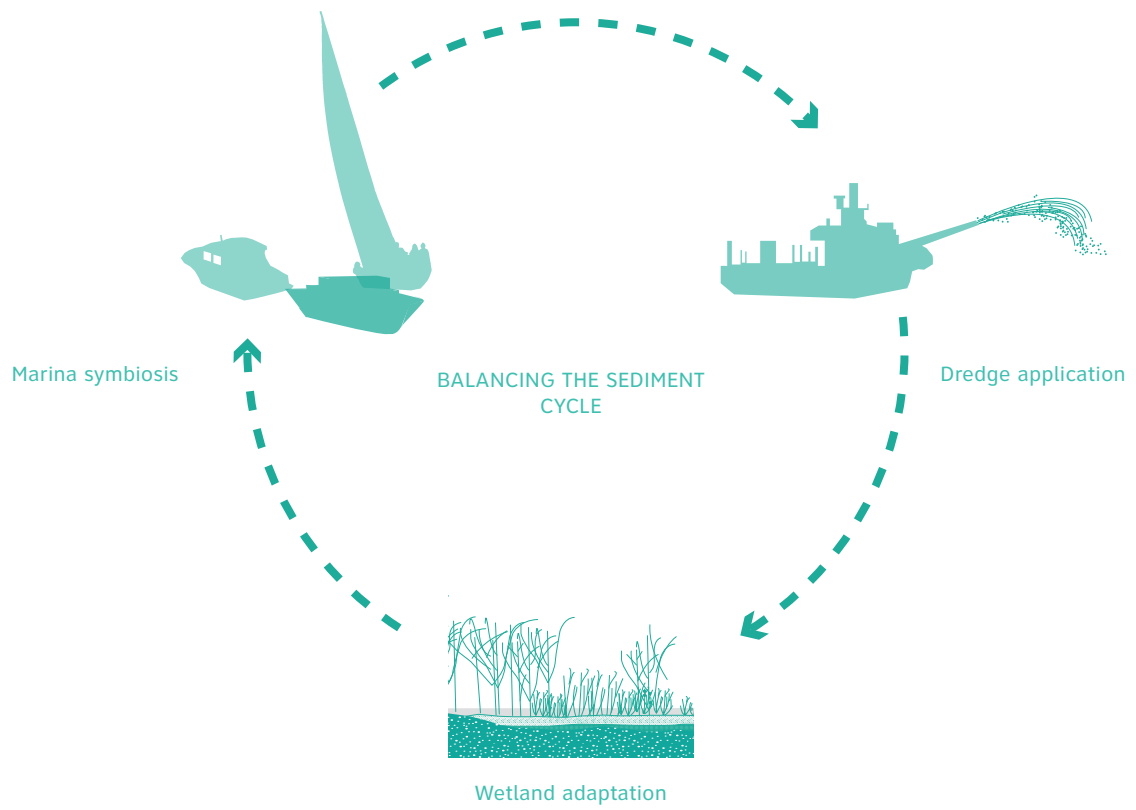 Marina symbiosis
BALANCING THE SEDIMENT
CYCLE
Dredge application
Wetland adaptation